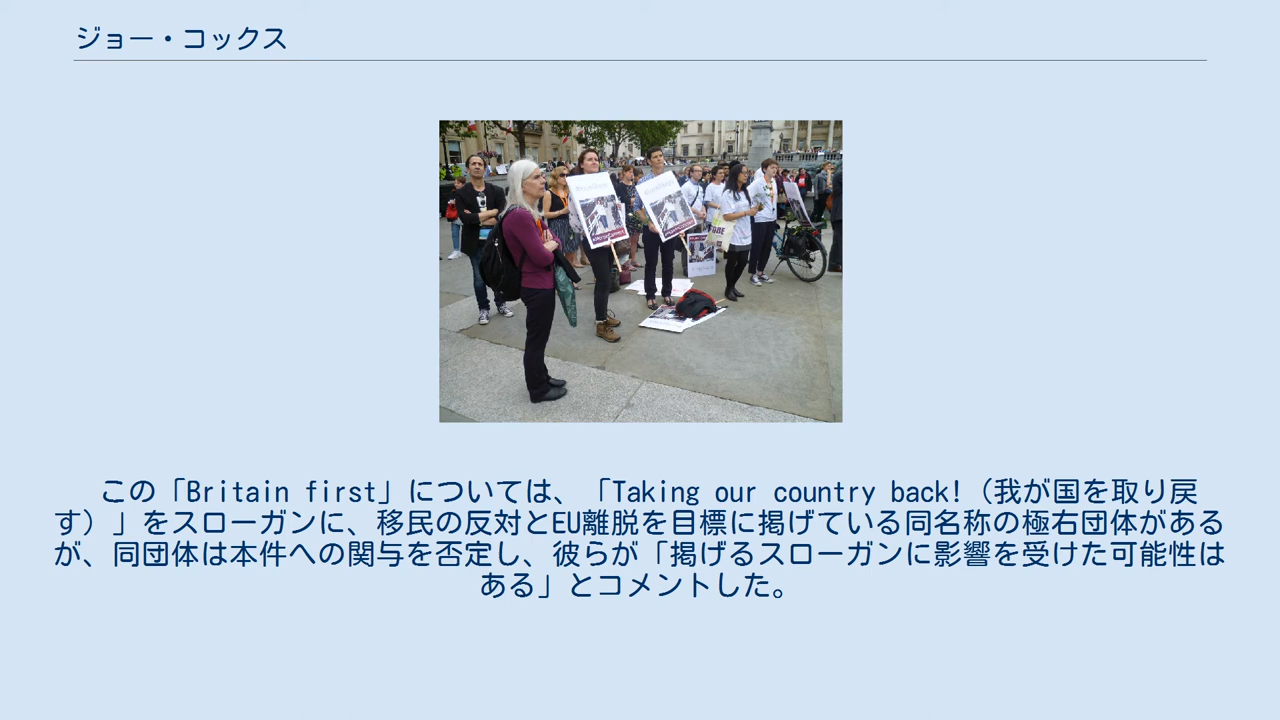 ジョー・コックス
この「Britain first」については、「Taking our country back!（我が国を取り戻
す）」をスローガンに、移民の反対とEU離脱を目標に掲げている同名称の極右団体がある
が、同団体は本件への関与を否定し、彼らが「掲げるスローガンに影響を受けた可能性は
ある」とコメントした。